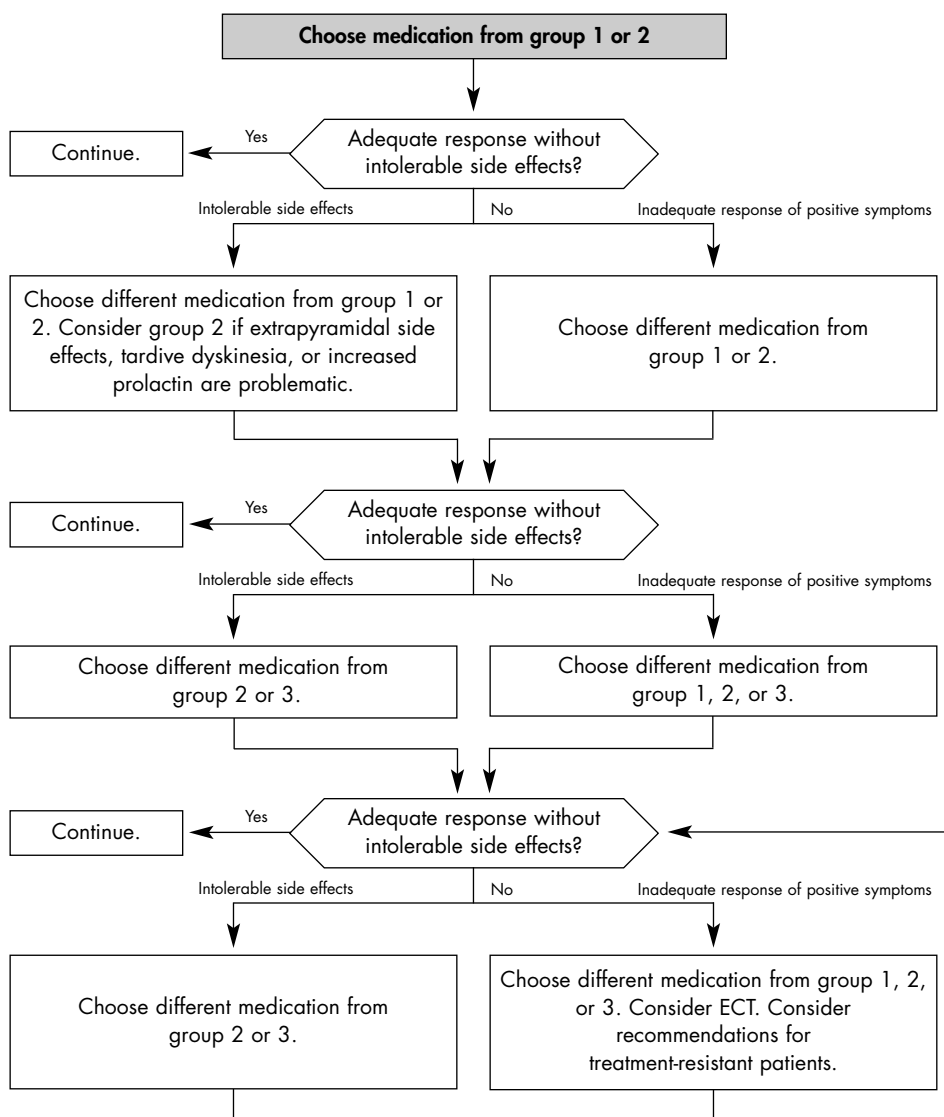 Choose medication from group 1 or 2
Adequate response without
intolerable side effects?
Yes
Continue.
Intolerable side effects
No
Inadequate response of positive symptoms
Choose different medication from group 1 or
2. Consider group 2 if extrapyramidal side
effects, tardive dyskinesia, or increased
prolactin are problematic.
Choose different medication from
group 1 or 2.
Adequate response without
intolerable side effects?
Yes
Continue.
Intolerable side effects
No
Inadequate response of positive symptoms
Choose different medication from
group 2 or 3.
Choose different medication from
group 1, 2, or 3.
Adequate response without
intolerable side effects?
Yes
Continue.
Intolerable side effects
No
Inadequate response of positive symptoms
Choose different medication from
group 2 or 3.
Choose different medication from group 1, 2,
or 3. Consider ECT. Consider
recommendations for
treatment-resistant patients.